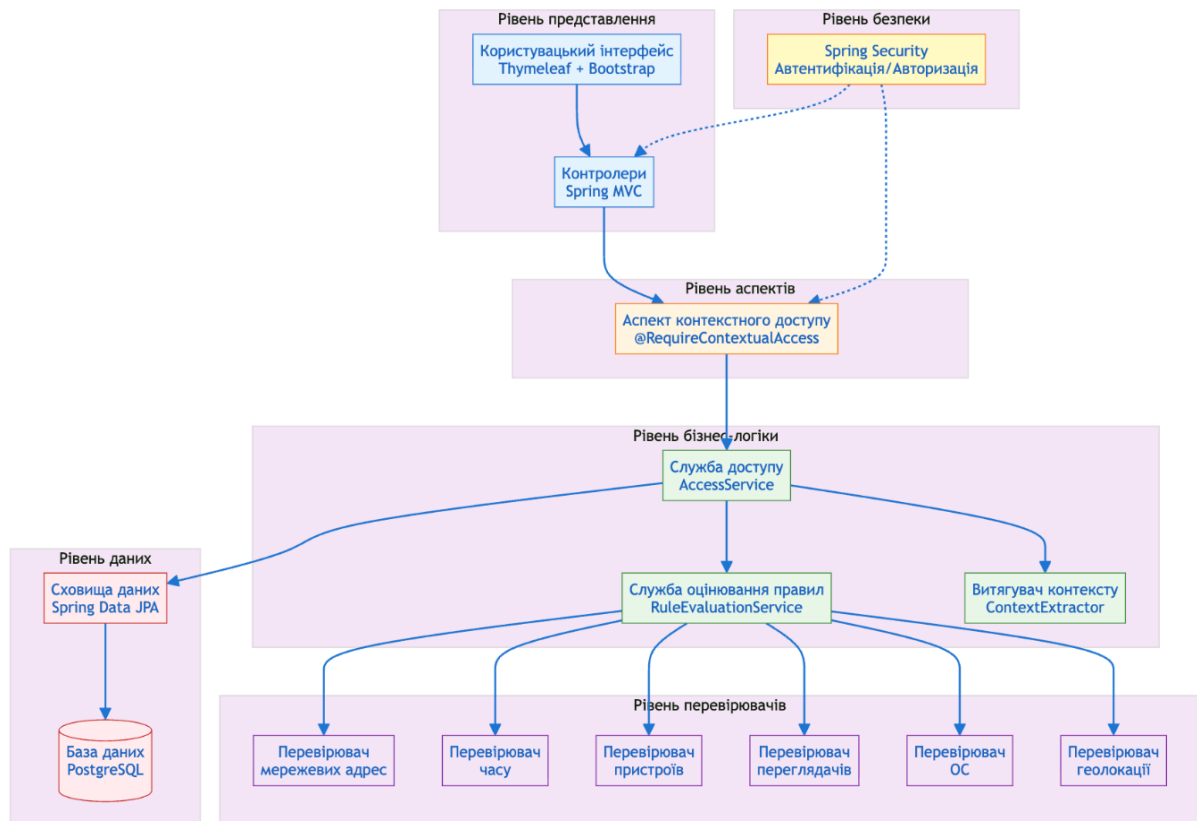 Рівень представлення
Користувацький інтерфейс
Thymeleaf + Bootstrap
Контролери
Spring MVC
Рівень безпеки
Spring Security
Автентифікація/Авторизація
Рівень аспектів
Аспект контекстного доступу
@RequireContextualAccess
Рівень бізнес-логіки
Служба доступу
AccessService
Служба оцінювання правил
RuleEvaluationService
Витягувач контексту
ContextExtractor
Рівень даних
Сховища даних
Spring Data JPA
База даних
PostgreSQL
Рівень перевірювачів
Перевірювач
мережевих адрес
Перевірювач
часу
Перевірювач
пристроїв
Перевірювач
переглядачів
Перевірювач
ОС
Перевірювач
геолокації